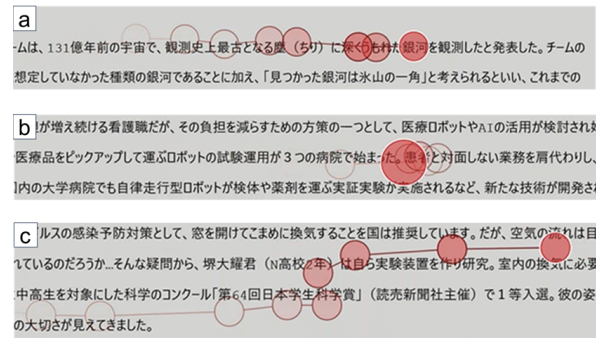 a
ームは、131億年前の宇宙で、観測史上最古となる塵（ちり）に深くうもれた銀河を観測したと発表した。チームの
想定していなかった種類の銀河であることに加え、「見つかった銀河は氷山の一角」と考えられるといい、これまでの
b
が増え続ける看護職だが、その負担を減らすための方策の一つとして、医療ロボットやAIの活用が検討され
医療品をピックアップして運ぶロボットの試験運用が３つの病院で始まった。患者と対面しない業務を肩代わりし、
内の大学病院でも自律走行型ロボットが検体や薬剤を運ぶ実証実験が実施されるなど、新たな技術が開発さ
c
ルスの感染予防対策として、窓を開けてこまめに換気することを国は推奨しています。だが、空気の流れは目
れているのだろうか…そんな疑問から、堺大耀君（N高校2年）は自ら実験装置を作り研究。室内の換気に必要
中高生を対象にした科学のコンクール「第64回日本学生科学賞」（読売新聞社主催）で１等入選。彼の姿
の大切さが見えてきました。